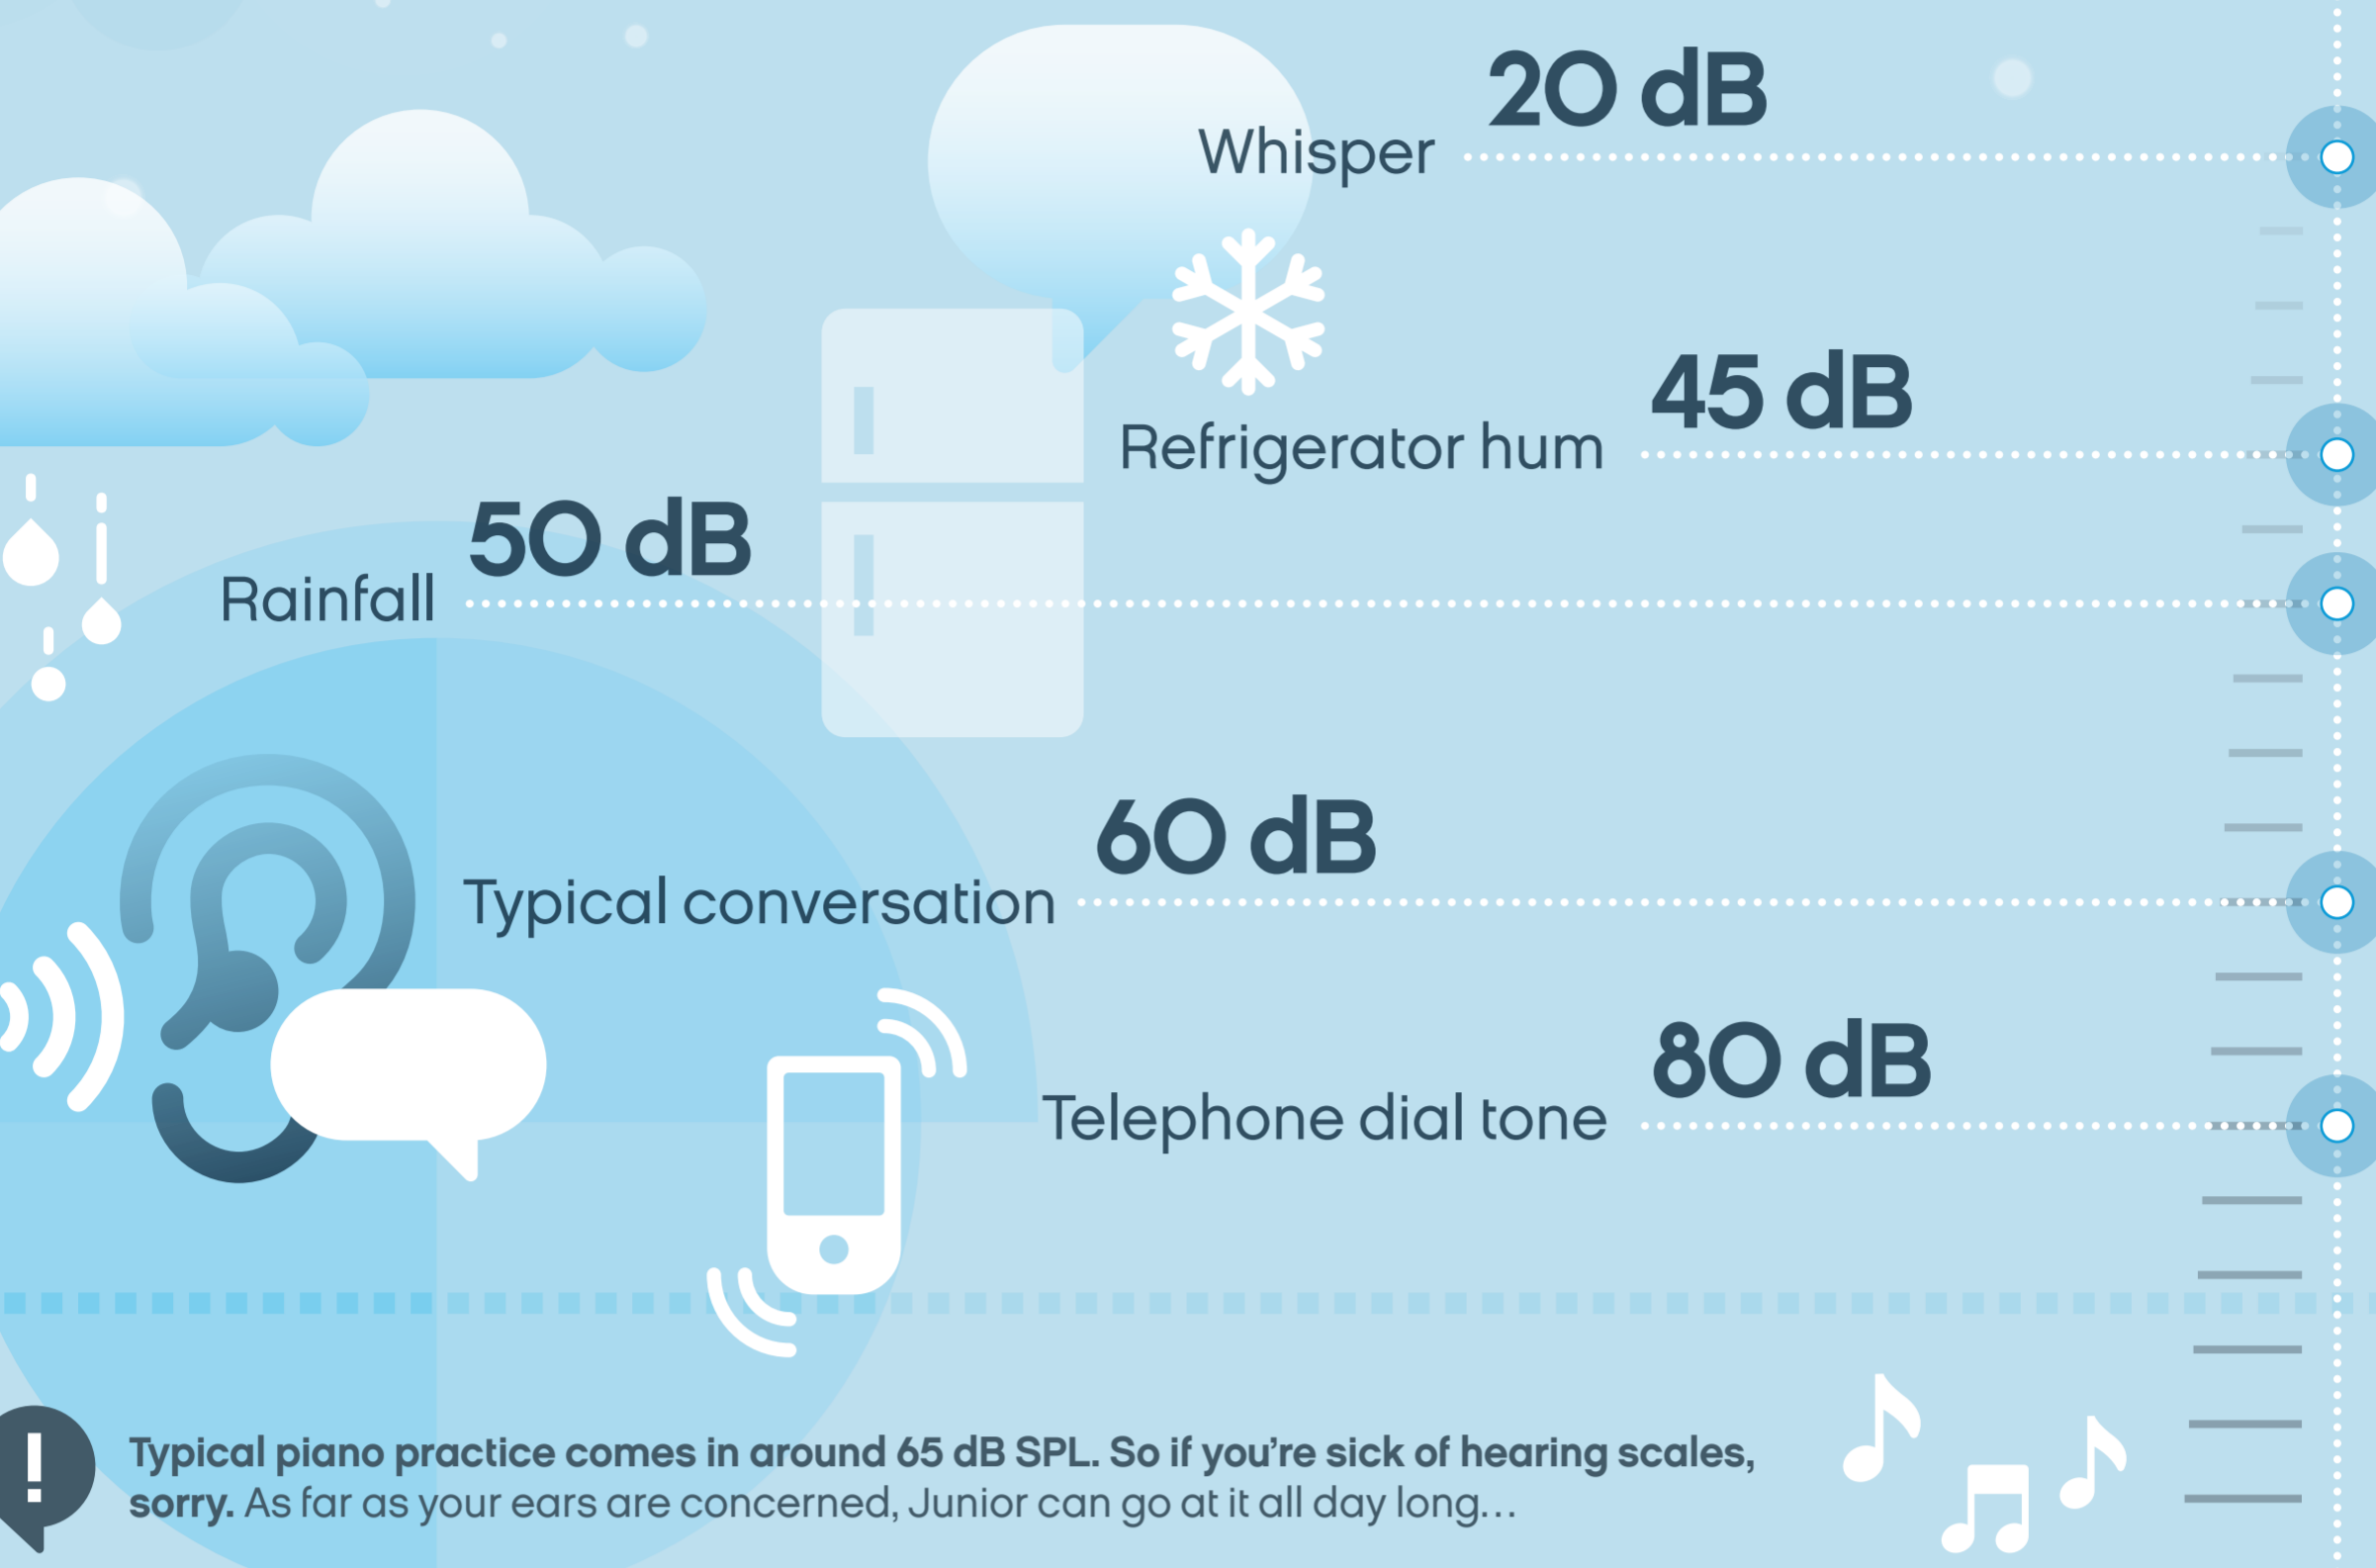 20 dB
Whisper
45 dB
Refrigerator hum
50 dB
Rainfall
60 dB
Typical conversation
80 dB
Telephone dial tone
!
Typical piano practice comes in around 65 dB SPL. So if you’re sick of hearing scales,
sorry. As far as your ears are concerned, Junior can go at it all day long…